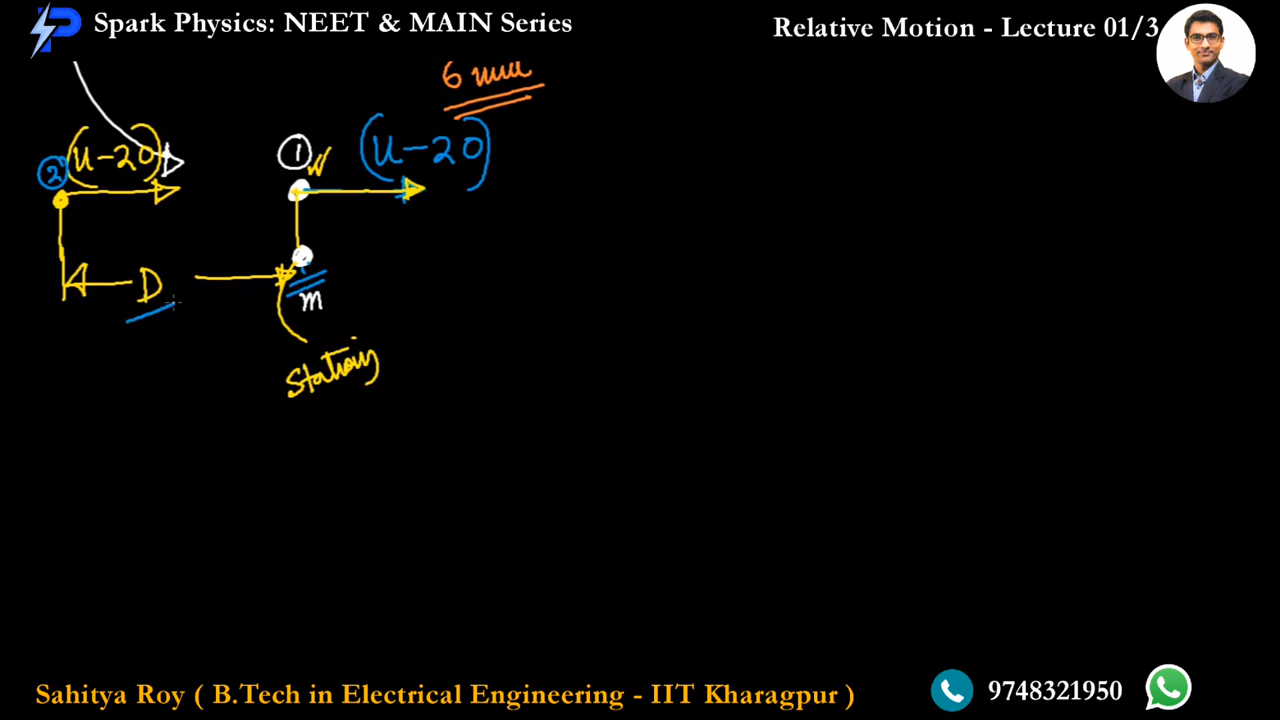 Spark Physics: NEET & MAIN Series
Relative Motion - Lecture 01/3
6 min
2 (u-20)
1 (u-20)
D
m
Sahitya Roy ( B.Tech in Electrical Engineering - IIT Kharagpur )
9748321950